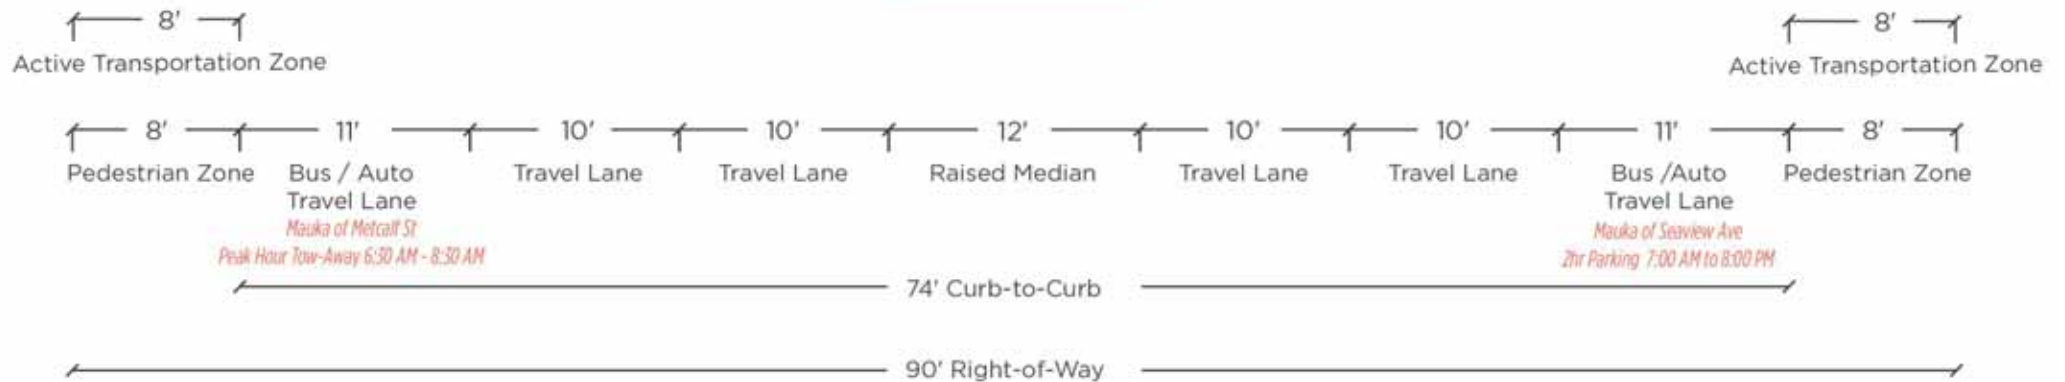 8' 8'
Active Transportation Zone Active Transportation Zone
8' 11' 10' 10' 12' 10' 10' 11' 8'
Pedestrian Zone Bus / Auto Travel Lane Travel Lane Raised Median Travel Lane Travel Lane Bus /Auto Pedestrian Zone
Travel Lane Travel Lane
Mauka of Metcalf St Mauka of Seaview Ave
Peak Hour Tow-Away 6:30 AM - 8:30 AM 2hr Parking 7:00 AM to 8:00 PM
74' Curb-to-Curb
90' Right-of-Way